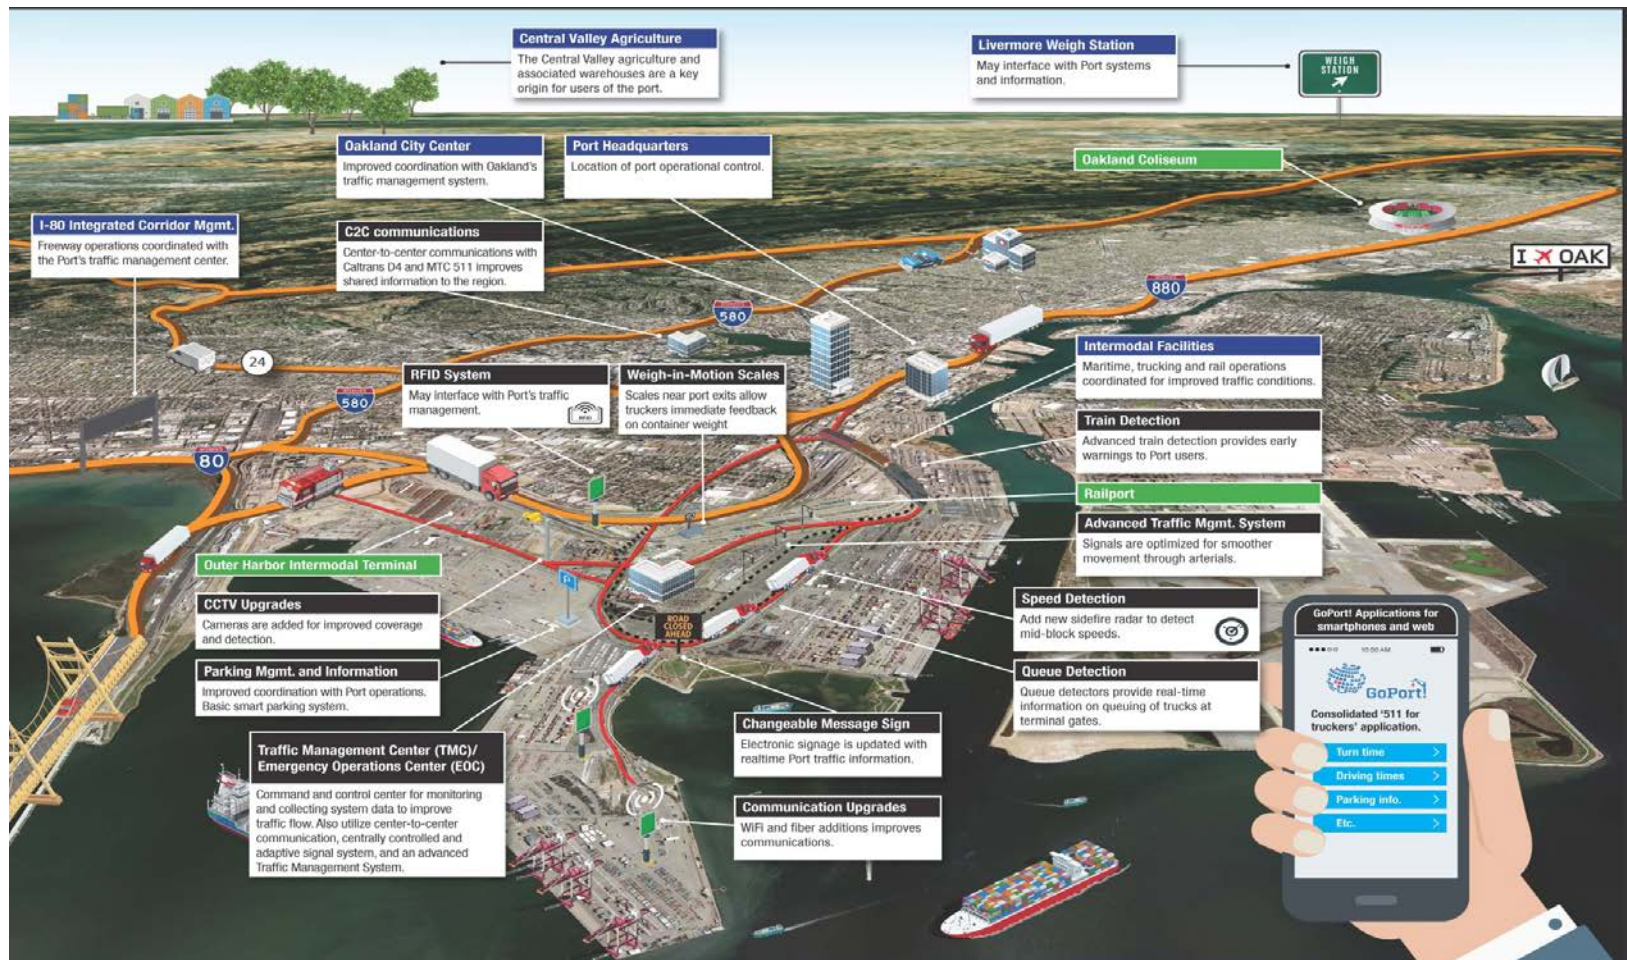 Central Valley Agriculture
The Central Valley agriculture and
associated warehouses are a key
origin for users of the port.
Livermore Weigh Station
May interface with Port systems
and information.
WEIGH
STATION
Oakland City Center
Improved coordination with Oakland's
traffic management system.
Port Headquarters
Location of port operational control.
Oakland Coliseum
I-80 Integrated Corridor Mgmt.
Freeway operations coordinated with
the Port's traffic management center.
C2C communications
Center-to-center communications with
Caltrans D4 and MTC 511 improves
shared information to the region.
I OAK
880
580
24
580
80
RFID System
May interface with Port's traffic
management.
RFID
Weigh-in-Motion Scales
Scales near port exits allow
truckers immediate feedback
on container weight
Intermodal Facilities
Maritime, trucking and rail operations
coordinated for improved traffic conditions.
Train Detection
Advanced train detection provides early
warnings to Port users.
Railport
Advanced Traffic Mgmt. System
Signals are optimized for smoother
movement through arterials.
Outer Harbor Intermodal Terminal
P
CCTV Upgrades
Cameras are added for improved coverage
and detection.
ROAD
CLOSED
AHEAD
Speed Detection
Add new sidefire radar to detect
mid-block speeds.
Parking Mgmt. and Information
Improved coordination with Port operations.
Basic smart parking system.
Queue Detection
Queue detectors provide real-time
information on queuing of trucks at
terminal gates.
Changeable Message Sign
Electronic signage is updated with
realtime Port traffic information.
Traffic Management Center (TMC)/
Emergency Operations Center (EOC)
Command and control center for monitoring
and collecting system data to improve
traffic flow. Also utilize center-to-center
communication, centrally controlled and
adaptive signal system, and an advanced
Traffic Management System.
Communication Upgrades
WiFi and fiber additions improves
communications.
GoPort! Applications for
smartphones and web
GoPort!
Consolidated '511 for
truckers' application.
Turn time
Driving times
Parking info.
Etc.